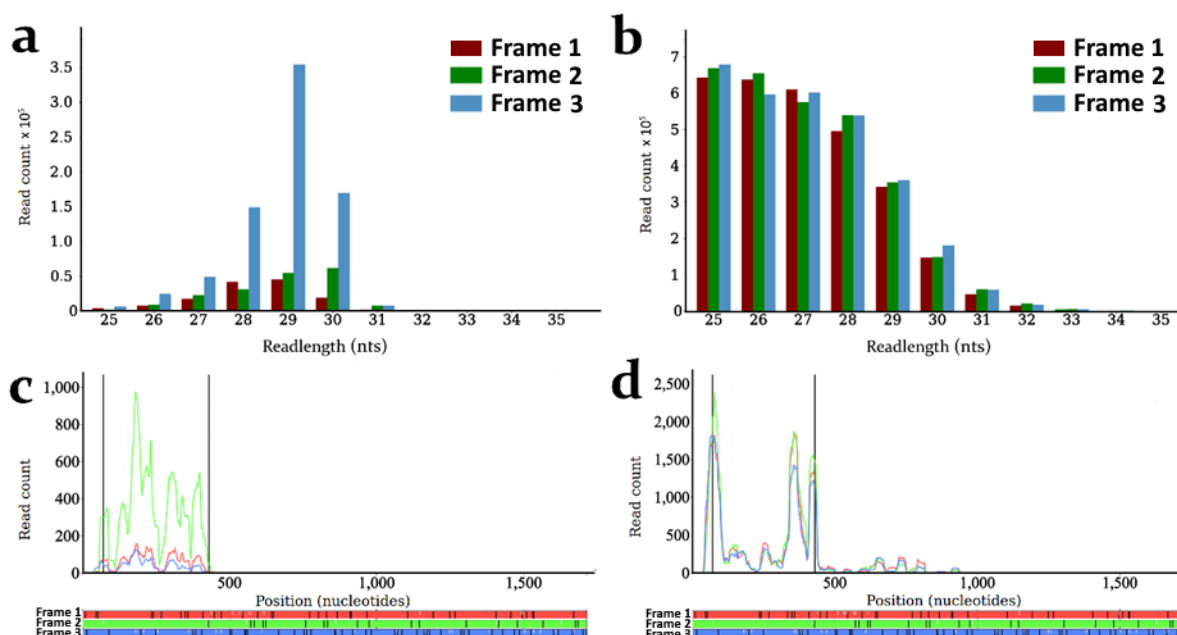 a
Frame 1
Frame 2
Frame 3
Read count x 10⁵
3.5
3.0
2.5
2.0
1.5
1.0
0.5
0
25 26 27 28 29 30 31 32 33 34 35
Readlength (nts)
b
Frame 1
Frame 2
Frame 3
Read count x 10⁵
7
6
5
4
3
2
1
0
25 26 27 28 29 30 31 32 33 34 35
Readlength (nts)
c
Read count
1,000
800
600
400
200
0
500 1,000 1,500
Position (nucleotides)
Frame 1
Frame 2
Frame 3
d
Read count
2,500
2,000
1,500
1,000
500
0
500 1,000 1,500
Position (nucleotides)
Frame 1
Frame 2
Frame 3